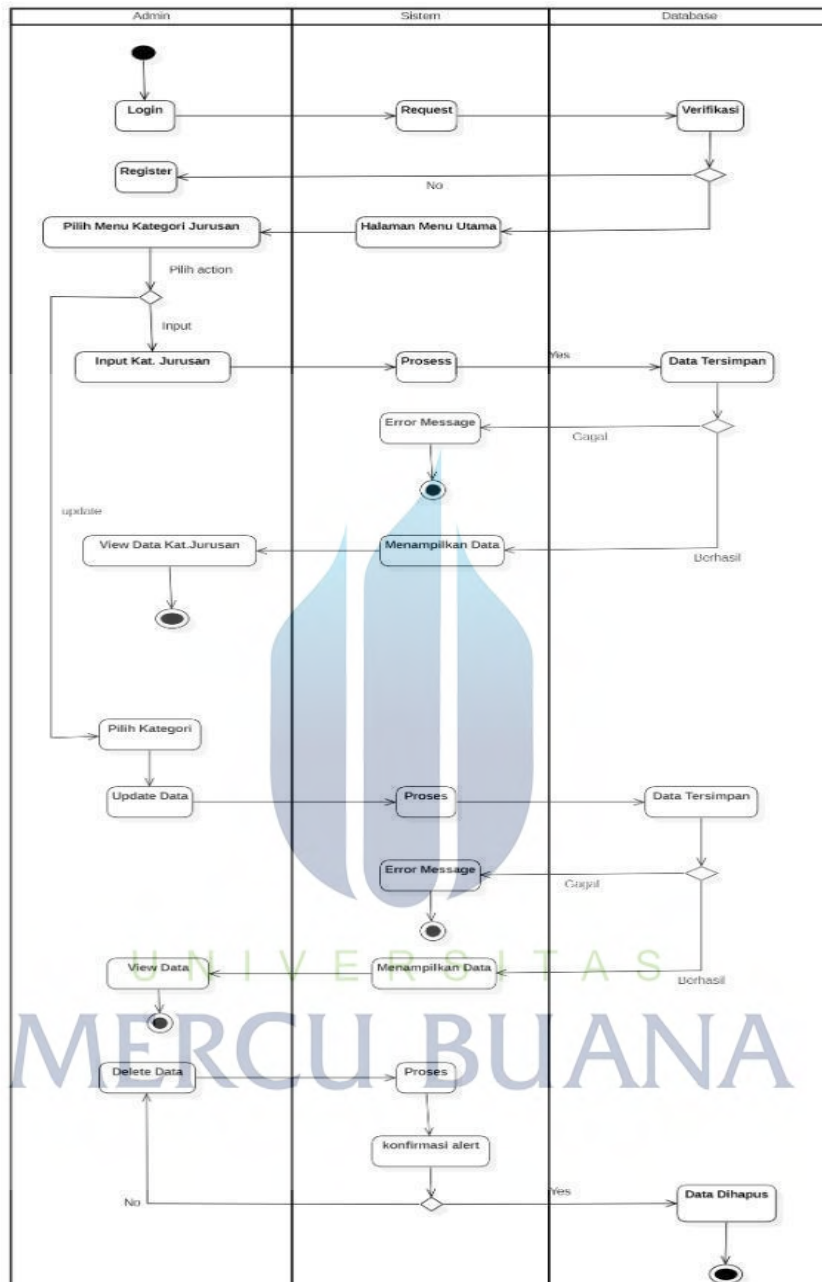 Admin
Sistem
Database
Login
Request
Verifikasi
Register
No
Pilih Menu Kategori Jurusan
Halaman Menu Utama
Pilih action
Input
Input Kat. Jurusan
Prosess
Yes
Data Tersimpan
Error Message
Gagal
update
View Data Kat.Jurusan
Menampilkan Data
Berhasil
Pilih Kategori
Update Data
Proses
Data Tersimpan
Error Message
Gagal
UNIVERSITAS
View Data
Menampilkan Data
Berhasil
MERCU BUANA
Delete Data
Proses
konfirmasi alert
No
Yes
Data Dihapus